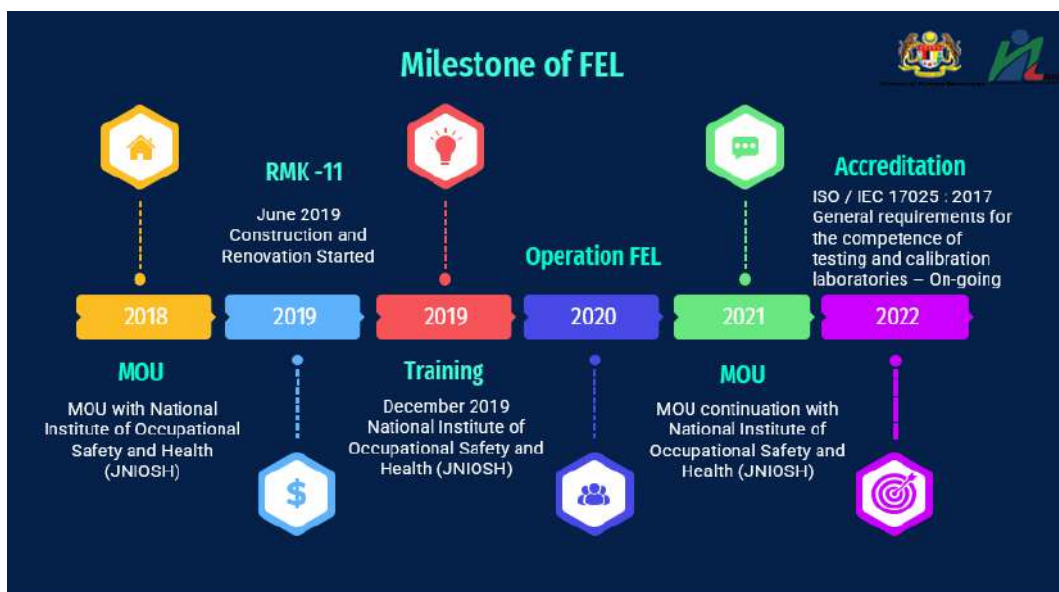 Milestone of FEL
RMK -11
June 2019
Construction and
Renovation Started
Operation FEL
Accreditation
ISO / IEC 17025 : 2017
General requirements for
the competence of
testing and calibration
laboratories – On-going
2018
2019
2019
2020
2021
2022
MOU
MOU with National
Institute of Occupational
Safety and Health
(JNIOSH)
$
Training
December 2019
National Institute of
Occupational Safety and
Health (JNIOSH)
MOU
MOU continuation with
National Institute of
Occupational Safety and
Health (JNIOSH)